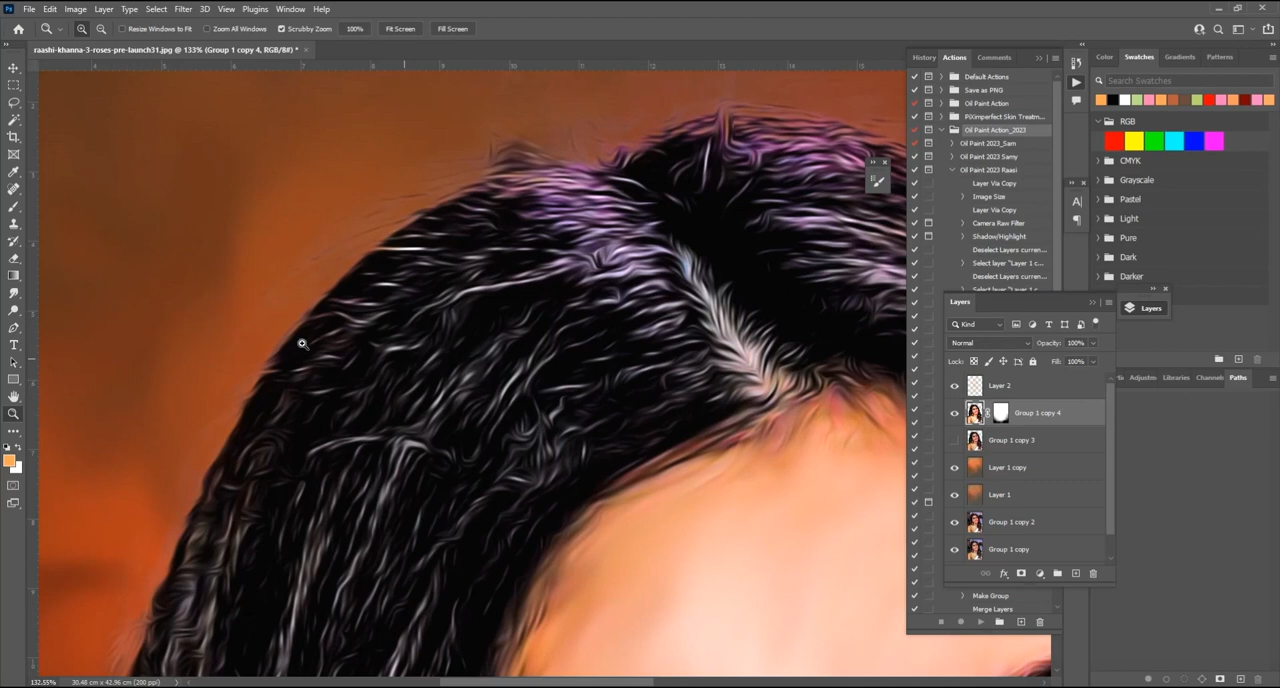 Ps File Edit Image Layer Type Select Filter 3D View Plugins Window Help
Resize Windows to Fit Zoom All Windows Scrubby Zoom 100% Fit Screen Fill Screen
raashi-khanna-3-roses-pre-launch31.jpg @ 133% (Group 1 copy 4, RGB/8#) *
History Actions Comments
Default Actions
Save as PNG
Oil Paint Action
PiXimperfect Skin Treatm...
Oil Paint Action_2023
Oil Paint 2023_Sam
Oil Paint 2023 Samy
Oil Paint 2023 Raasi
Layer Via Copy
Image Size
Layer Via Copy
Camera Raw Filter
Shadow/Highlight
Deselect Layers curren...
Select layer "Layer 1 c...
Deselect Layers curren...
Select layer "Layer 1 c...
Make Group
Merge Layers
Color Swatches Gradients Patterns
Search Swatches
RGB
CMYK
Grayscale
Pastel
Light
Pure
Dark
Darker
Layers
Layers
Kind
Normal Opacity: 100%
Lock: Fill: 100%
Layer 2
Group 1 copy 4
Group 1 copy 3
Layer 1 copy
Layer 1
Group 1 copy 2
Group 1 copy
Adjustm Libraries Channels Paths
132.55% 30.48 cm x 42.96 cm (200 ppi)